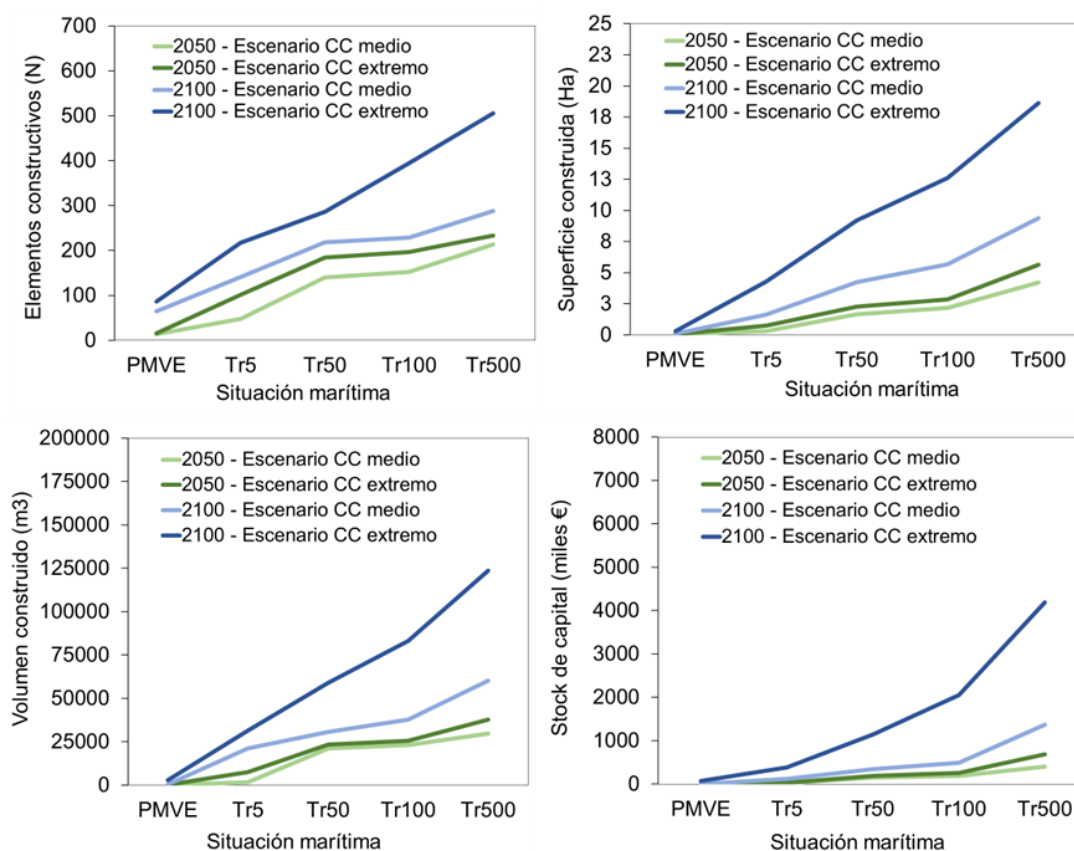 Elementos constructivos (N)
700
600
500
400
300
200
100
0
2050 - Escenario CC medio
2050 - Escenario CC extremo
2100 - Escenario CC medio
2100 - Escenario CC extremo
PMVE Tr5 Tr50 Tr100 Tr500
Situación marítima
Superficie construida (Ha)
25
23
20
18
15
13
10
8
5
3
0
2050 - Escenario CC medio
2050 - Escenario CC extremo
2100 - Escenario CC medio
2100 - Escenario CC extremo
PMVE Tr5 Tr50 Tr100 Tr500
Situación marítima
Volumen construido (m3)
200000
175000
150000
125000
100000
75000
50000
25000
0
2050 - Escenario CC medio
2050 - Escenario CC extremo
2100 - Escenario CC medio
2100 - Escenario CC extremo
PMVE Tr5 Tr50 Tr100 Tr500
Situación marítima
Stock de capital (miles €)
8000
7000
6000
5000
4000
3000
2000
1000
0
2050 - Escenario CC medio
2050 - Escenario CC extremo
2100 - Escenario CC medio
2100 - Escenario CC extremo
PMVE Tr5 Tr50 Tr100 Tr500
Situación marítima